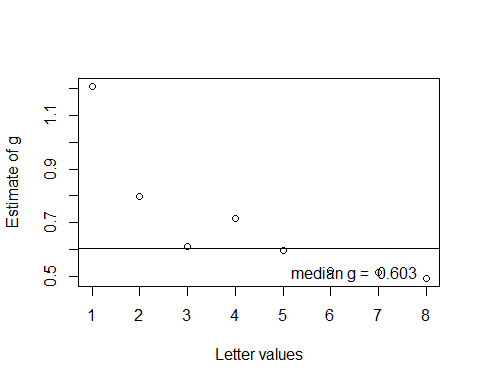 Estimate of g
1.1
0.9
0.7
0.5
median g = 0.603
1 2 3 4 5 6 7 8
Letter values